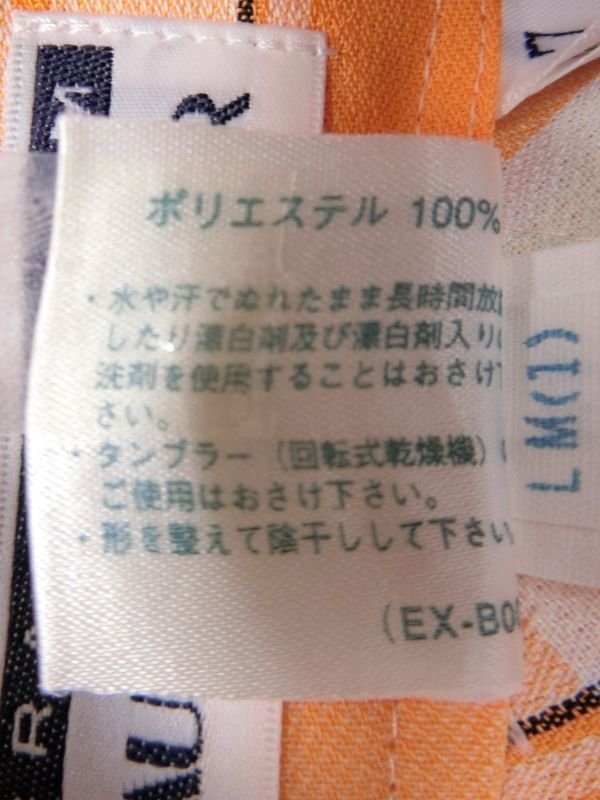 ポリエステル 100%
・水や汗でぬれたまま長時間放
したり漂白剤及び漂白剤入り
洗剤を使用することはおさけ
さい。
・タンブラー（回転式乾燥機）
ご使用はおさけ下さい。
・形を整えて陰干しして下さい
(EX-B0
L M(1)